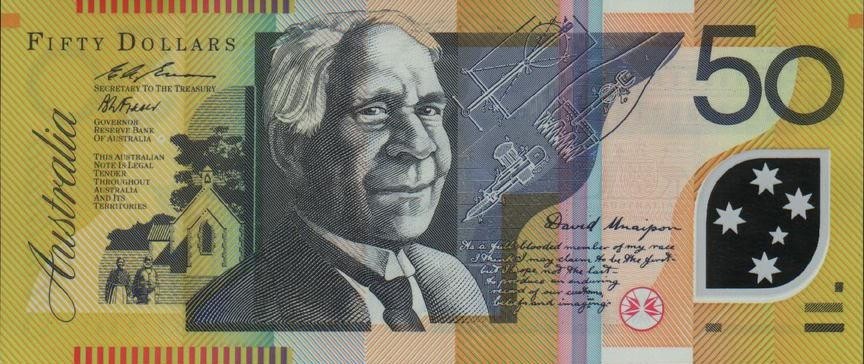 FIFTY DOLLARS
SECRETARY TO THE TREASURY
GOVERNOR
RESERVE BANK
OF AUSTRALIA
THIS AUSTRALIAN
NOTE IS LEGAL
TENDER
THROUGHOUT
AUSTRALIA
AND ITS
TERRITORIES
Australia
50
David Unaipon
As a full-blooded member of my race
I think I may claim to be the first—
but I hope, not the last—
to produce an enduring
record of our customs,
beliefs and imaginings.